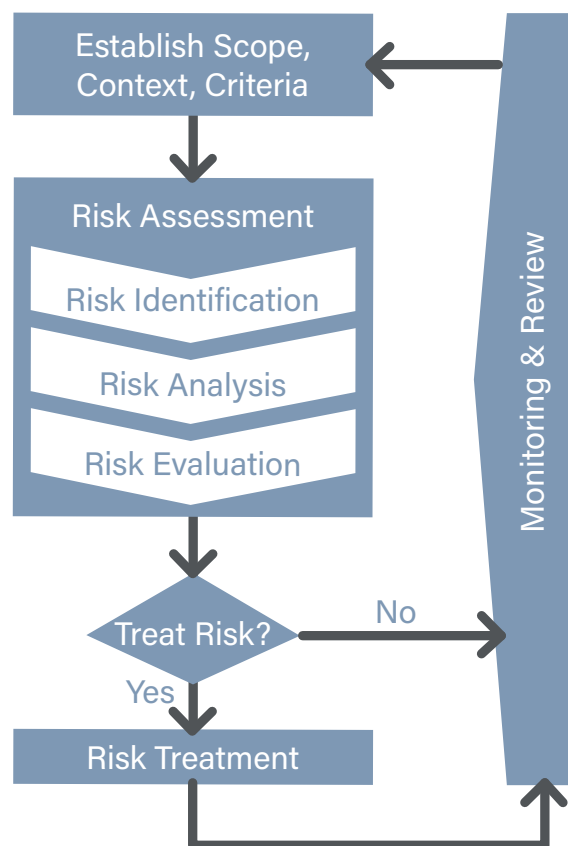 Establish Scope,
Context, Criteria
Risk Assessment
Risk Identification
Risk Analysis
Risk Evaluation
Treat Risk?
No
Yes
Risk Treatment
Monitoring & Review